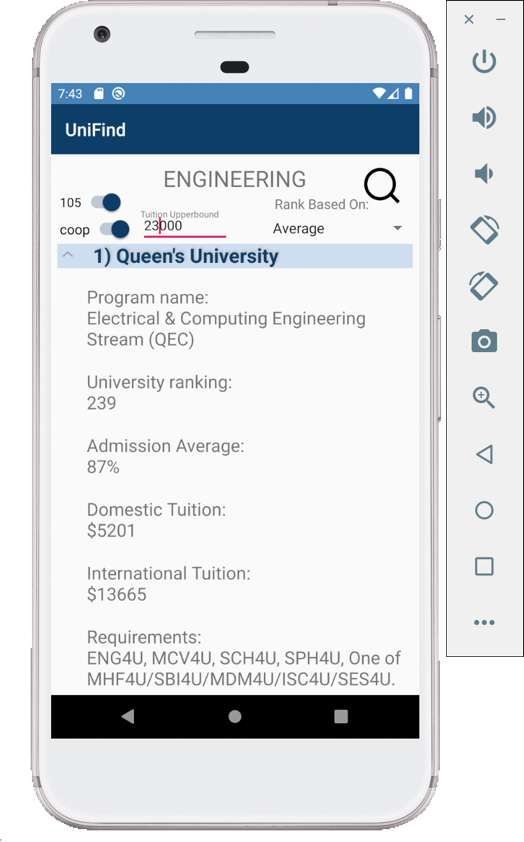 7:43
UniFind
ENGINEERING
105
Rank Based On:
Tuition Upperbound
coop
23000
Average
1) Queen's University
Program name:
Electrical & Computing Engineering
Stream (QEC)
University ranking:
239
Admission Average:
87%
Domestic Tuition:
$5201
International Tuition:
$13665
Requirements:
ENG4U, MCV4U, SCH4U, SPH4U, One of
MHF4U/SBI4U/MDM4U/ISC4U/SES4U.